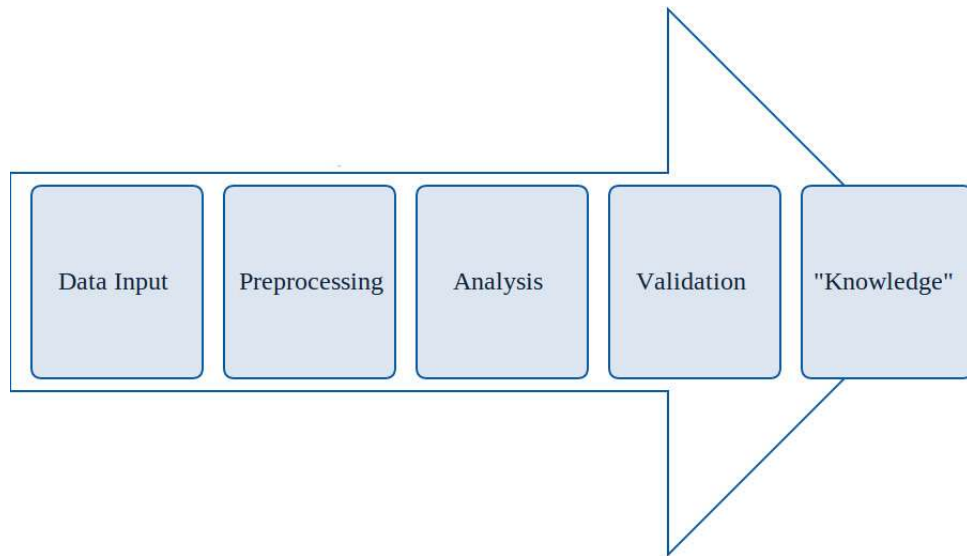 Data Input
Preprocessing
Analysis
Validation
"Knowledge"